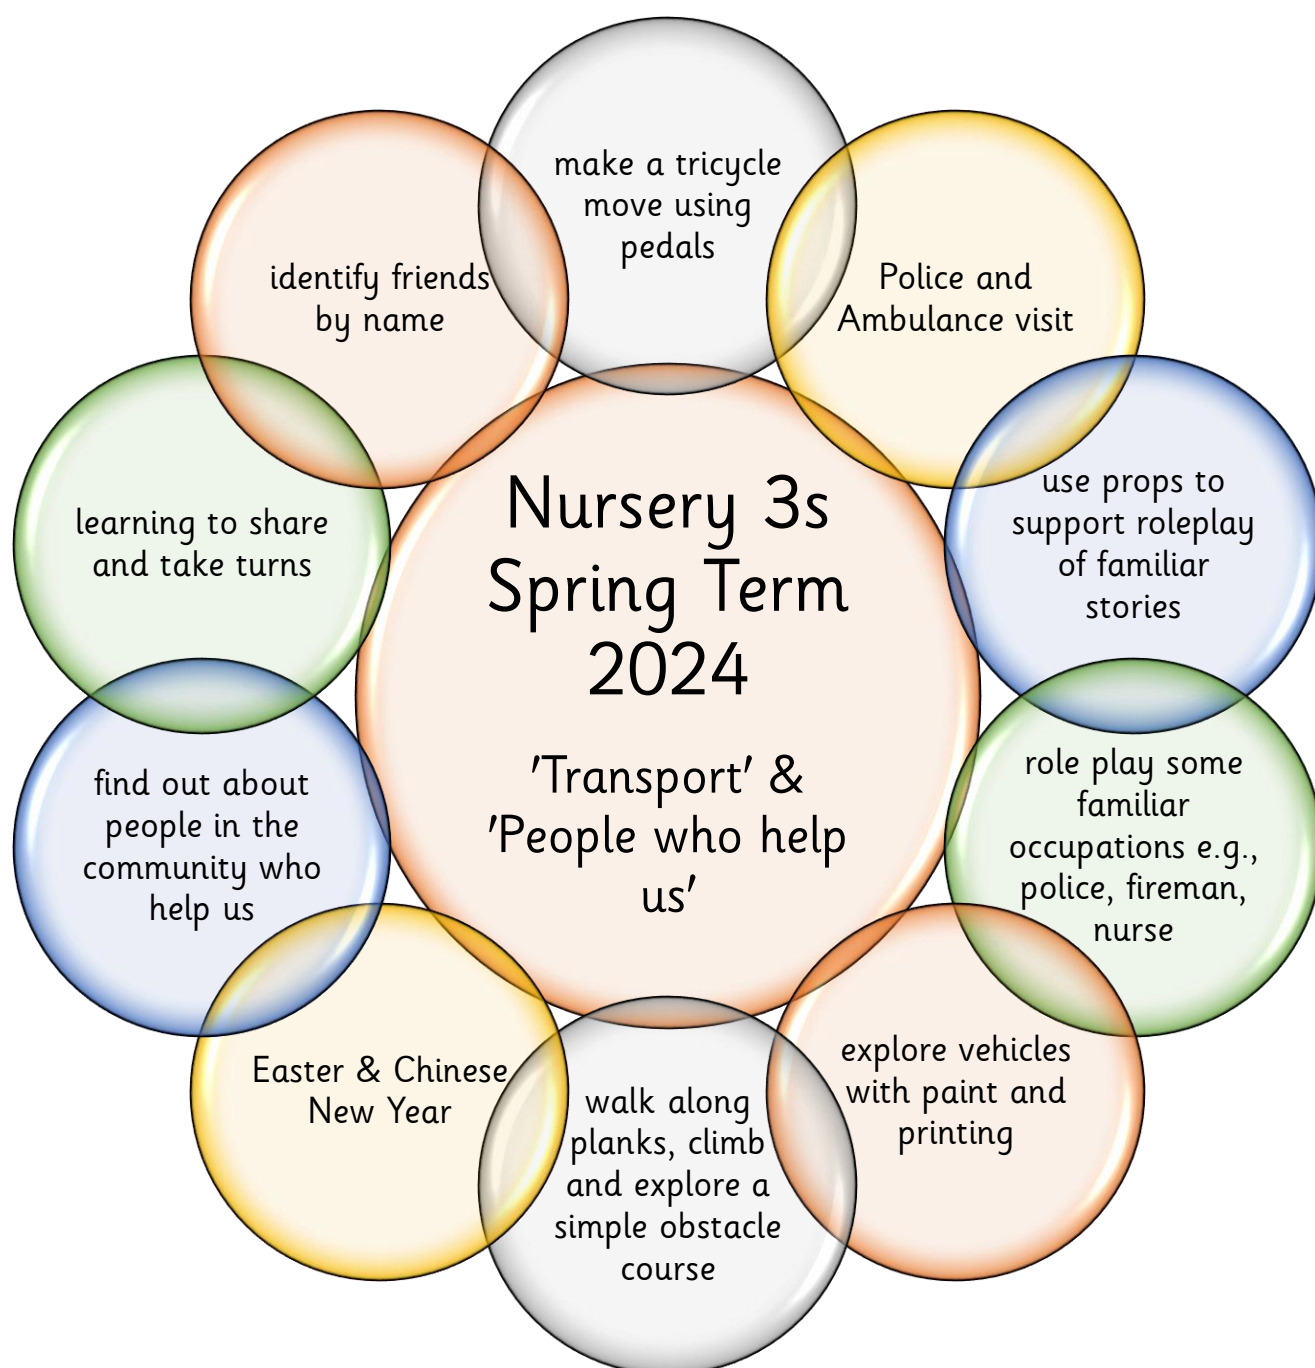 Nursery 3s
Spring Term
2024
'Transport' &
'People who help
us'
make a tricycle
move using
pedals
Police and
Ambulance visit
use props to
support roleplay
of familiar
stories
role play some
familiar
occupations e.g.,
police, fireman,
nurse
explore vehicles
with paint and
printing
walk along
planks, climb
and explore a
simple obstacle
course
Easter & Chinese
New Year
find out about
people in the
community who
help us
learning to share
and take turns
identify friends
by name